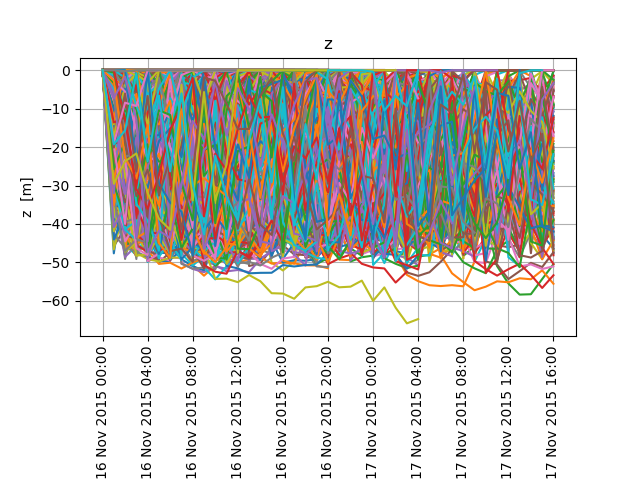 z
0
−10
−20
−30
−40
−50
−60
z [m]
16 Nov 2015 00:00
16 Nov 2015 04:00
16 Nov 2015 08:00
16 Nov 2015 12:00
16 Nov 2015 16:00
16 Nov 2015 20:00
17 Nov 2015 00:00
17 Nov 2015 04:00
17 Nov 2015 08:00
17 Nov 2015 12:00
17 Nov 2015 16:00